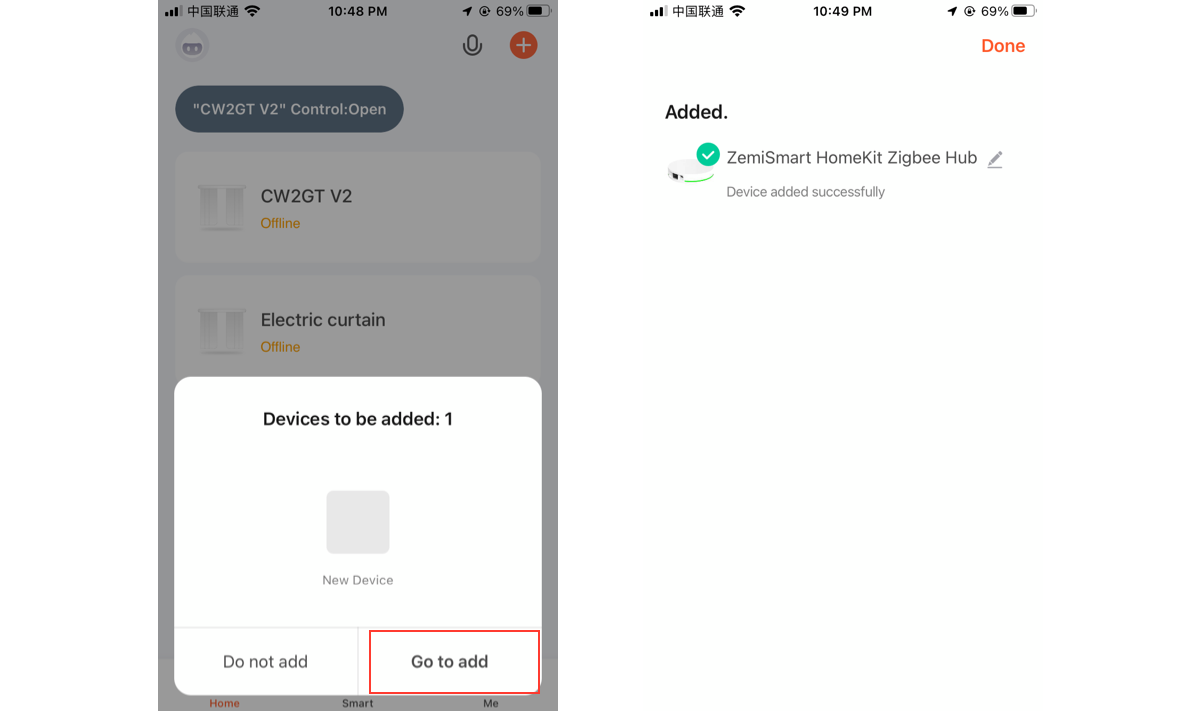 中国联通
10:48 PM
69%
"CW2GT V2" Control:Open
CW2GT V2
Offline
Electric curtain
Offline
Devices to be added: 1
New Device
Do not add
Go to add
Home
Smart
Me
中国联通
10:49 PM
69%
Done
Added.
ZemiSmart HomeKit Zigbee Hub
Device added successfully